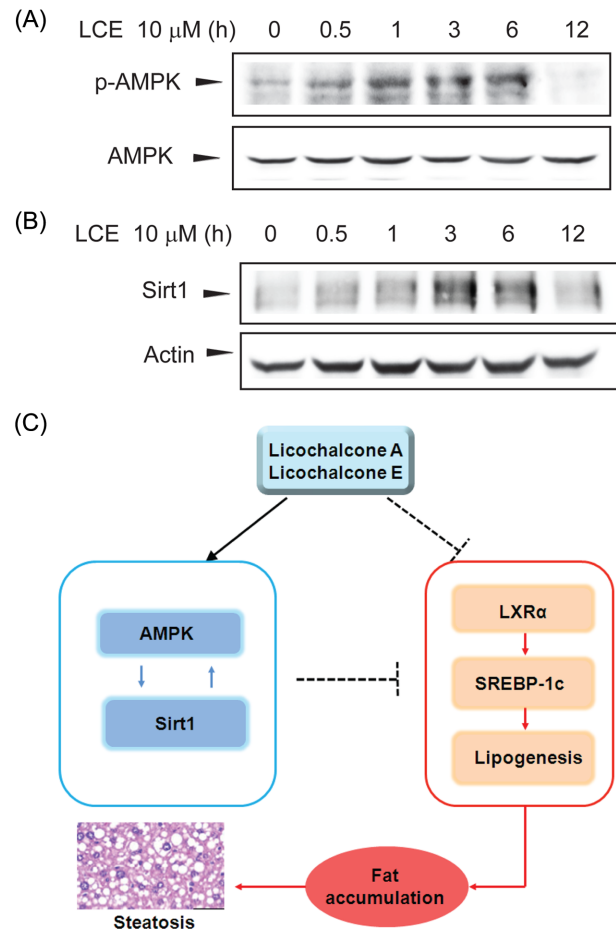 (A)
LCE 10 μM (h) 0 0.5 1 3 6 12
p-AMPK
AMPK
(B)
LCE 10 μM (h) 0 0.5 1 3 6 12
Sirt1
Actin
(C)
Licochalcone A
Licochalcone E
AMPK
Sirt1
LXRα
SREBP-1c
Lipogenesis
Fat
accumulation
Steatosis